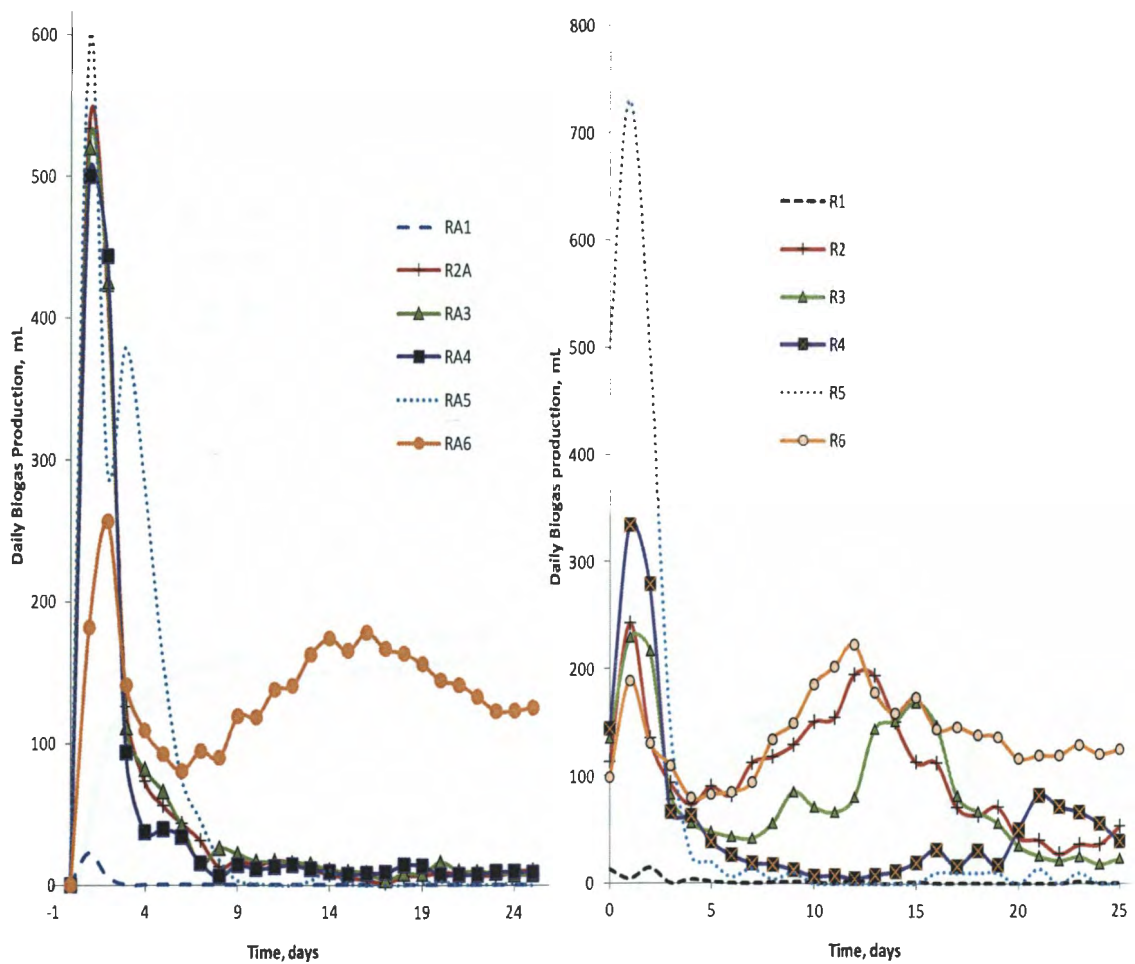 600
500
400
300
200
100
0
Daily Biogas Production, mL
-1 4 9 14 19 24
Time, days
RA1
R2A
RA3
RA4
RA5
RA6
800
700
600
500
400
300
200
100
0
Daily Biogas production, mL
0 5 10 15 20 25
Time, days
R1
R2
R3
R4
R5
R6